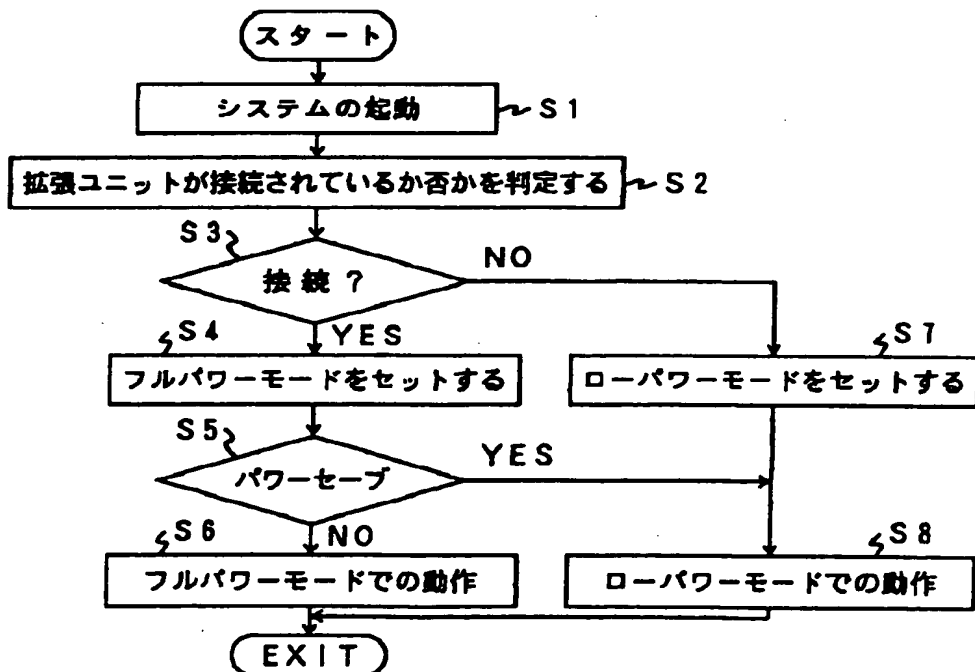 スタート
システムの起動
S1
拡張ユニットが接続されているか否かを判定する
S2
S3
接続?
NO
YES
S4
フルパワーモードをセットする
S7
ローパワーモードをセットする
S5
パワーセーブ
YES
NO
S6
フルパワーモードでの動作
S8
ローパワーモードでの動作
EXIT